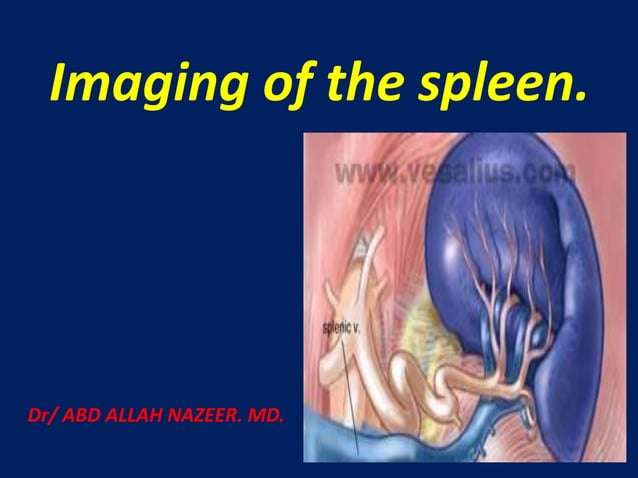 Imaging of the spleen.
www.vesalius.com
splenic v.
Dr/ ABD ALLAH NAZEER. MD.